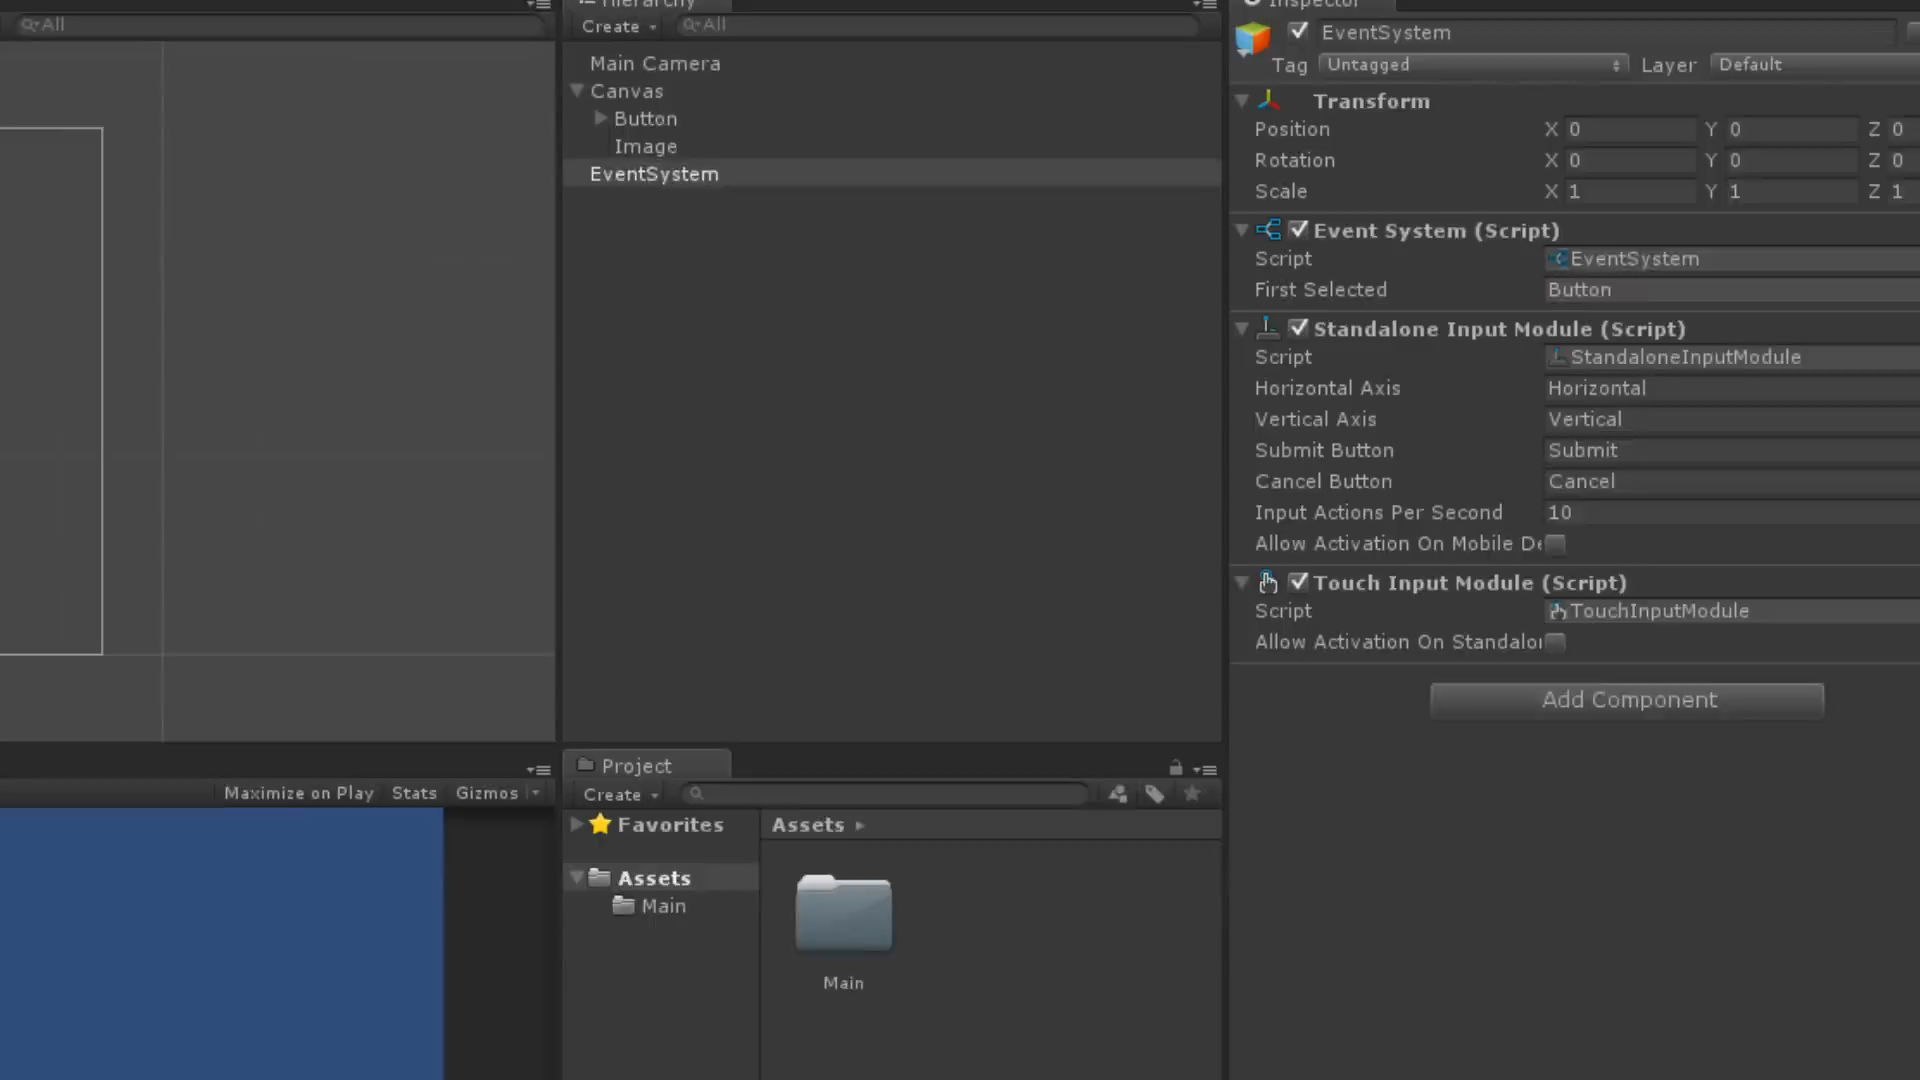 All
Hierarchy
Create
All
Main Camera
Canvas
Button
Image
EventSystem
Inspector
EventSystem
Tag Untagged Layer Default
Transform
Position X 0 Y 0 Z 0
Rotation X 0 Y 0 Z 0
Scale X 1 Y 1 Z 1
Event System (Script)
Script EventSystem
First Selected Button
Standalone Input Module (Script)
Script StandaloneInputModule
Horizontal Axis Horizontal
Vertical Axis Vertical
Submit Button Submit
Cancel Button Cancel
Input Actions Per Second 10
Allow Activation On Mobile De
Touch Input Module (Script)
Script TouchInputModule
Allow Activation On Standalo
Add Component
Maximize on Play Stats Gizmos
Project
Create
Favorites
Assets
Main
Assets
Main